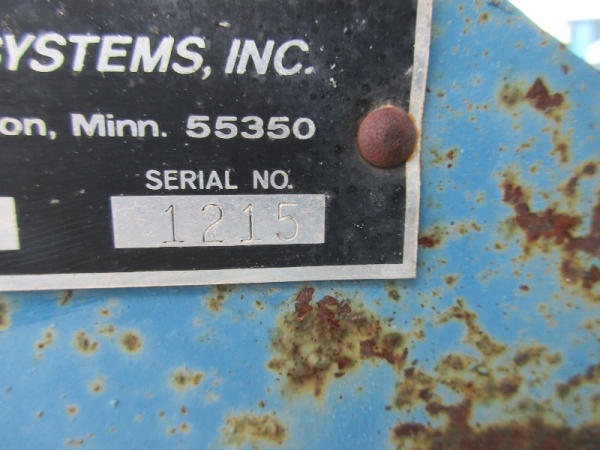 SYSTEMS, INC.
on, Minn. 55350
SERIAL NO.
1215